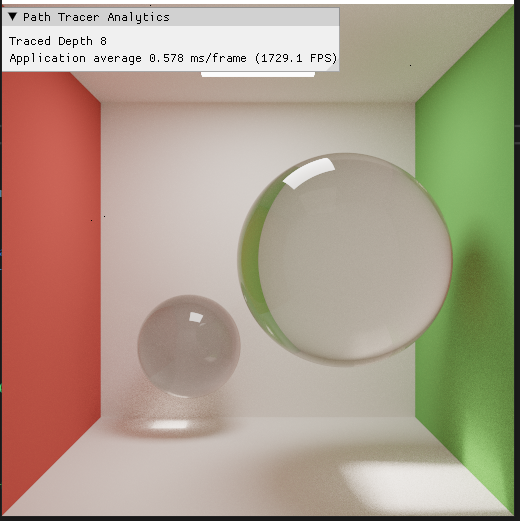 Path Tracer Analytics
Traced Depth 8
Application average 0.578 ms/frame (1729.1 FPS)